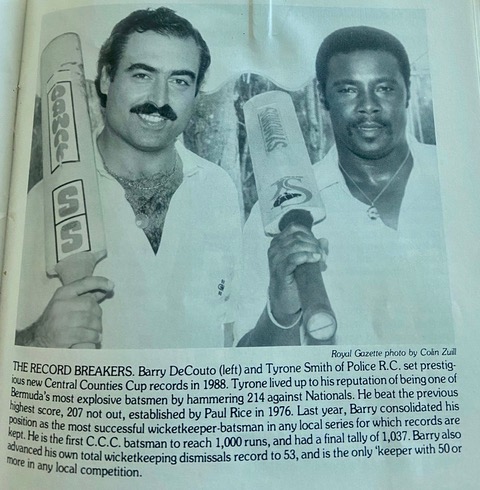 SS
Royal Gazette photo by Colin Zuill
THE RECORD BREAKERS. Barry DeCouto (left) and Tyrone Smith of Police R.C. set prestig-
ious new Central Counties Cup records in 1988. Tyrone lived up to his reputation of being one of
Bermuda's most explosive batsmen by hammering 214 against Nationals. He beat the previous
highest score, 207 not out, established by Paul Rice in 1976. Last year, Barry consolidated his
position as the most successful wicketkeeper-batsman in any local series for which records are
kept. He is the first C.C.C. batsman to reach 1,000 runs, and had a final tally of 1,037. Barry also
advanced his own total wicketkeeping dismissals record to 53, and is the only 'keeper with 50 or
more in any local competition.